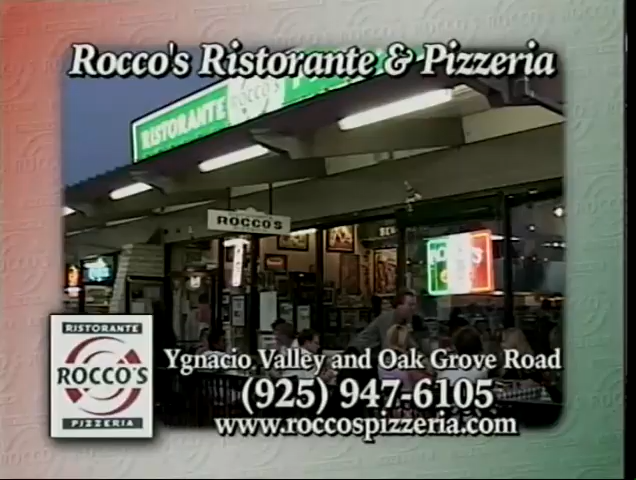 Rocco's Ristorante & Pizzeria
RISTORANTE
ROCCO'S
ROCCO'S
RISTORANTE
ROCCO'S
PIZZERIA
Ygnacio Valley and Oak Grove Road
(925) 947-6105
www.roccospizzeria.com